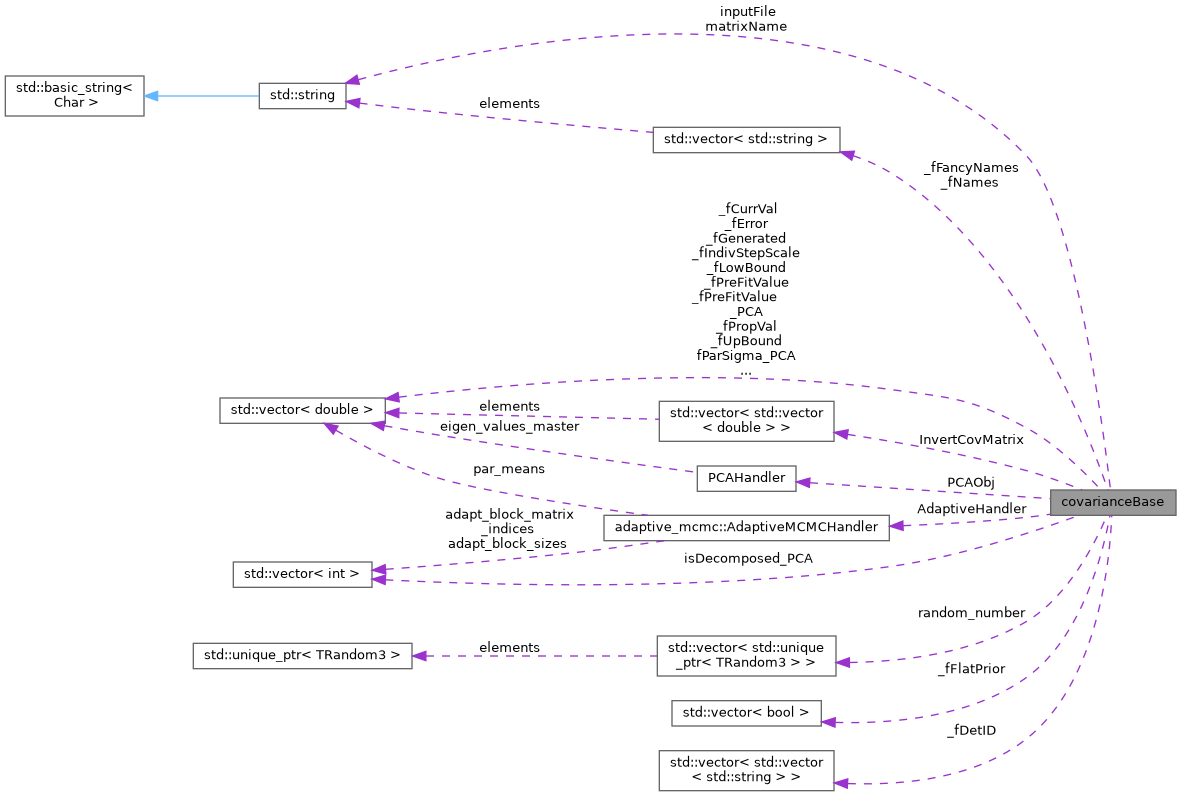 inputFile
matrixName
std::basic_string<
Char >
std::string
elements
std::vector< std::string >
_fFancyNames
_fNames
_fCurrVal
_fError
_fGenerated
_fIndivStepScale
_fLowBound
_fPreFitValue
_fPreFitValue
_PCA
_fPropVal
_fUpBound
fParSigma_PCA
...
std::vector< double >
elements
std::vector< std::vector
< double > >
eigen_values_master
InvertCovMatrix
PCAHandler
PCAObj
covarianceBase
par_means
AdaptiveHandler
adapt_block_matrix
_indices
adapt_block_sizes
adaptive_mcmc::AdaptiveMCMCHandler
isDecomposed_PCA
std::vector< int >
random_number
std::unique_ptr< TRandom3 >
elements
std::vector< std::unique
_ptr< TRandom3 > >
_fFlatPrior
std::vector< bool >
_fDetID
std::vector< std::vector
< std::string > >